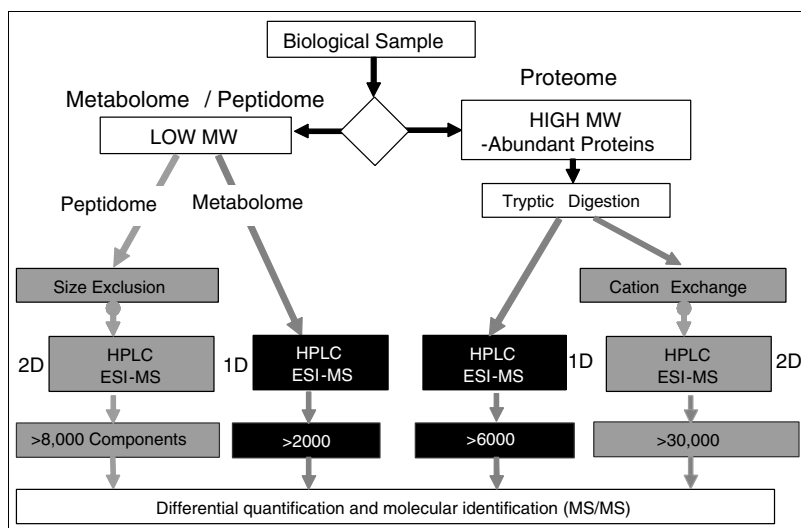 Biological Sample
Metabolome / Peptidome
Proteome
LOW MW
HIGH MW
-Abundant Proteins
Peptidome
Metabolome
Tryptic Digestion
Size Exclusion
Cation Exchange
2D
HPLC
ESI-MS
1D
HPLC
ESI-MS
HPLC
ESI-MS
1D
HPLC
ESI-MS
2D
>8,000 Components
>2000
>6000
>30,000
Differential quantification and molecular identification (MS/MS)